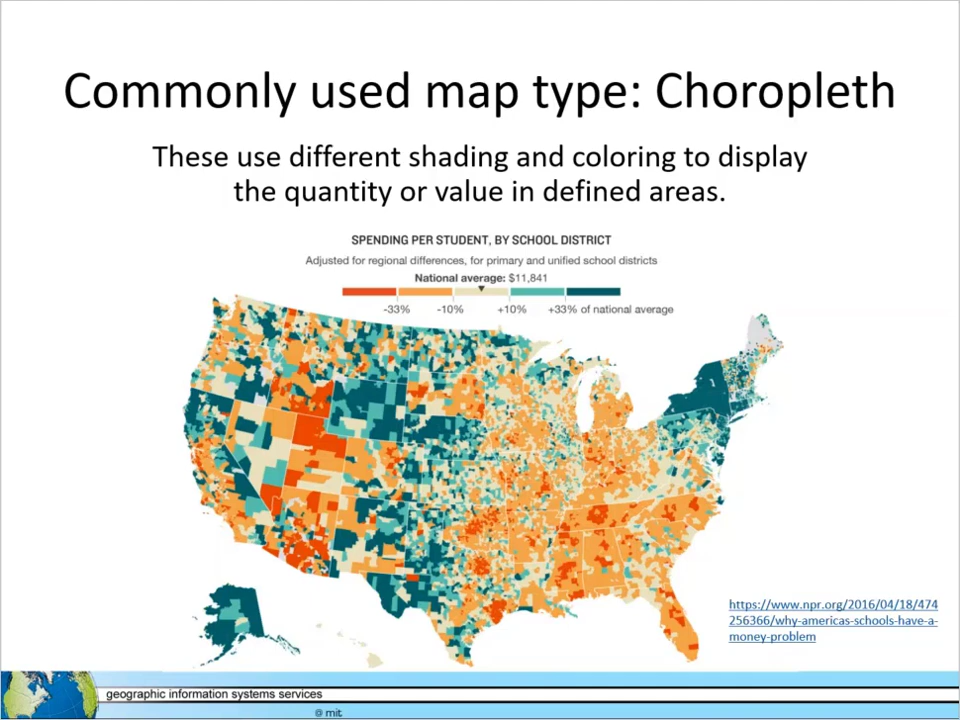 Commonly used map type: Choropleth
These use different shading and coloring to display
the quantity or value in defined areas.
SPENDING PER STUDENT, BY SCHOOL DISTRICT
Adjusted for regional differences, for primary and unified school districts
National average: $11,841
-33% -10% +10% +33% of national average
https://www.npr.org/2016/04/18/474
256366/why-americas-schools-have-a-
money-problem
geographic information systems services
@ mit